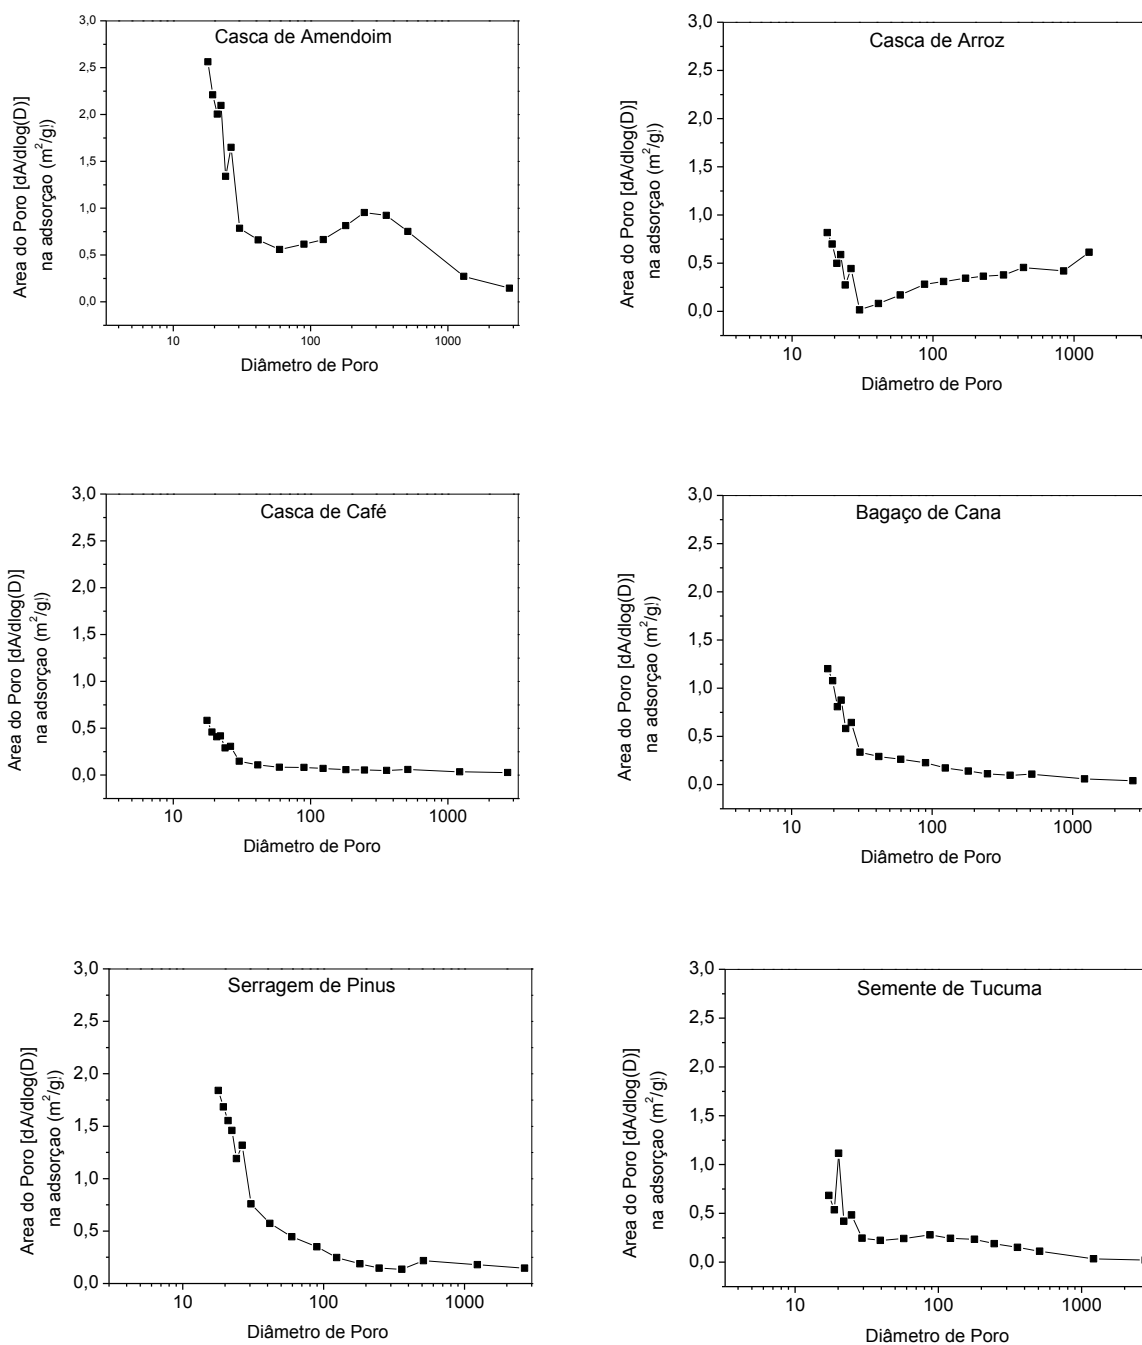 Casca de Amendoim
3,0
2,5
2,0
1,5
1,0
0,5
0,0
Area do Poro [dA/dlog(D)]
na adsorçao (m²/g!)
10 100 1000
Diâmetro de Poro
Casca de Arroz
3,0
2,5
2,0
1,5
1,0
0,5
0,0
Area do Poro [dA/dlog(D)]
na adsorçao (m²/g!)
10 100 1000
Diâmetro de Poro
Casca de Café
3,0
2,5
2,0
1,5
1,0
0,5
0,0
Area do Poro [dA/dlog(D)]
na adsorçao (m²/g!)
10 100 1000
Diâmetro de Poro
Bagaço de Cana
3,0
2,5
2,0
1,5
1,0
0,5
0,0
Area do Poro [dA/dlog(D)]
na adsorçao (m²/g!)
10 100 1000
Diâmetro de Poro
Serragem de Pinus
3,0
2,5
2,0
1,5
1,0
0,5
0,0
Area do Poro [dA/dlog(D)]
na adsorçao (m²/g!)
10 100 1000
Diâmetro de Poro
Semente de Tucuma
3,0
2,5
2,0
1,5
1,0
0,5
0,0
Area do Poro [dA/dlog(D)]
na adsorçao (m²/g!)
10 100 1000
Diâmetro de Poro